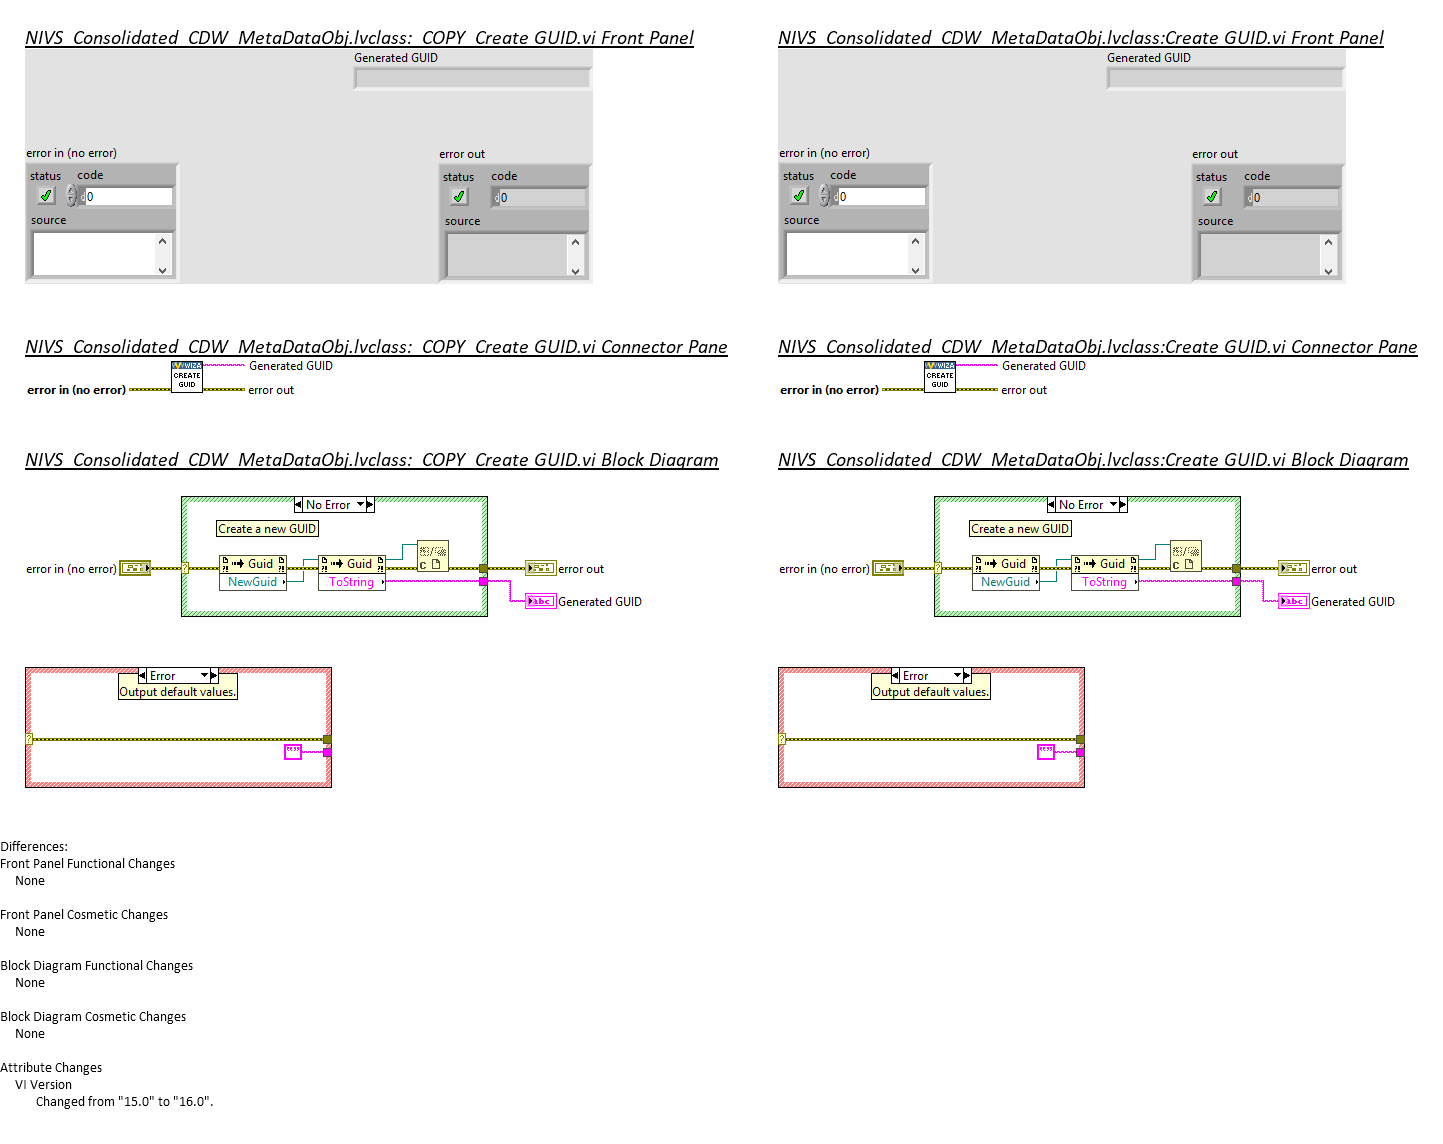 NIVS_Consolidated_CDW_MetaDataObj.lvclass:_COPY_Create GUID.vi Front Panel
Generated GUID
error in (no error)
status code
0
source
error out
status code
0
source
NIVS_Consolidated_CDW_MetaDataObj.lvclass:Create GUID.vi Front Panel
Generated GUID
error in (no error)
status code
0
source
error out
status code
0
source
NIVS_Consolidated_CDW_MetaDataObj.lvclass:_COPY_Create GUID.vi Connector Pane
CREATE
GUID
Generated GUID
error in (no error)
error out
NIVS_Consolidated_CDW_MetaDataObj.lvclass:Create GUID.vi Connector Pane
CREATE
GUID
Generated GUID
error in (no error)
error out
NIVS_Consolidated_CDW_MetaDataObj.lvclass:_COPY_Create GUID.vi Block Diagram
No Error
Create a new GUID
error in (no error)
? Guid
NewGuid
Guid
ToString
C
error out
abc Generated GUID
Error
Output default values.
?
NIVS_Consolidated_CDW_MetaDataObj.lvclass:Create GUID.vi Block Diagram
No Error
Create a new GUID
error in (no error)
? Guid
NewGuid
Guid
ToString
C
error out
abc Generated GUID
Error
Output default values.
?
Differences:
Front Panel Functional Changes
None
Front Panel Cosmetic Changes
None
Block Diagram Functional Changes
None
Block Diagram Cosmetic Changes
None
Attribute Changes
VI Version
Changed from "15.0" to "16.0".